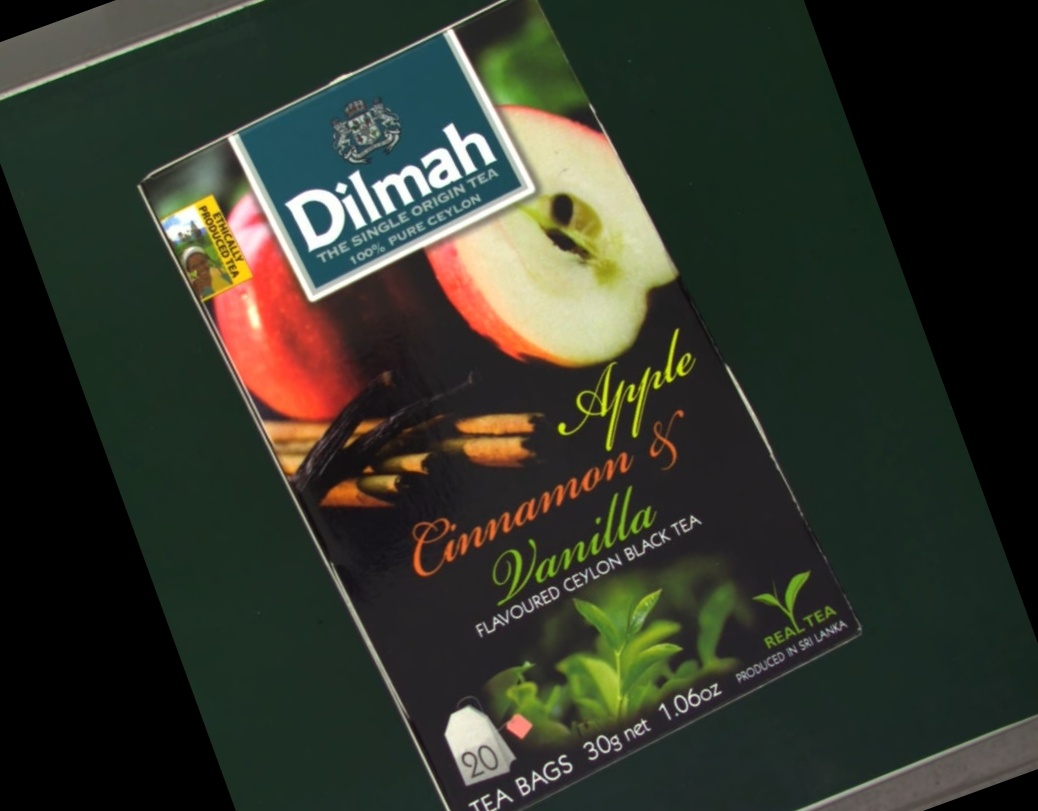 Dilmah
THE SINGLE ORIGIN TEA
100% PURE CEYLON
ETHICALLY
PRODUCED TEA
Apple
Cinnamon &
Vanilla
FLAVOURED CEYLON BLACK TEA
REAL TEA
PRODUCED IN SRI LANKA
20
TEA BAGS 30g net 1.06oz